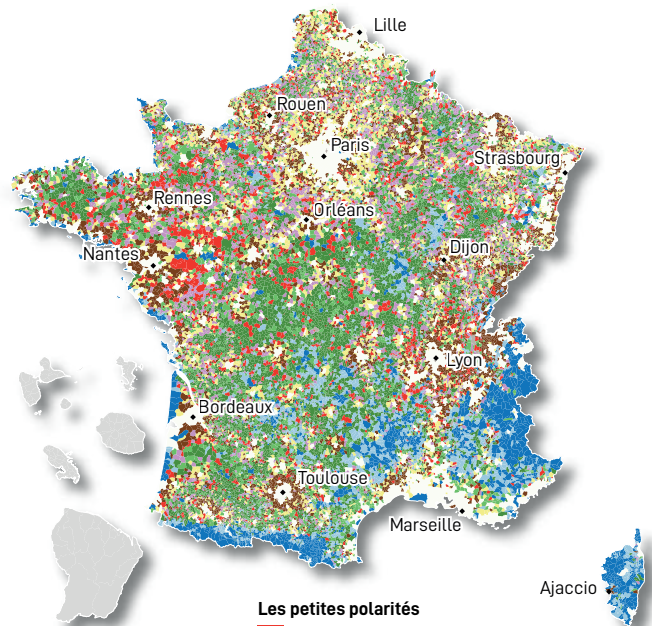 Lille
Rouen
Paris
Strasbourg
Rennes
Orléans
Nantes
Dijon
Lyon
Bordeaux
Toulouse
Marseille
Ajaccio
Les petites polarités